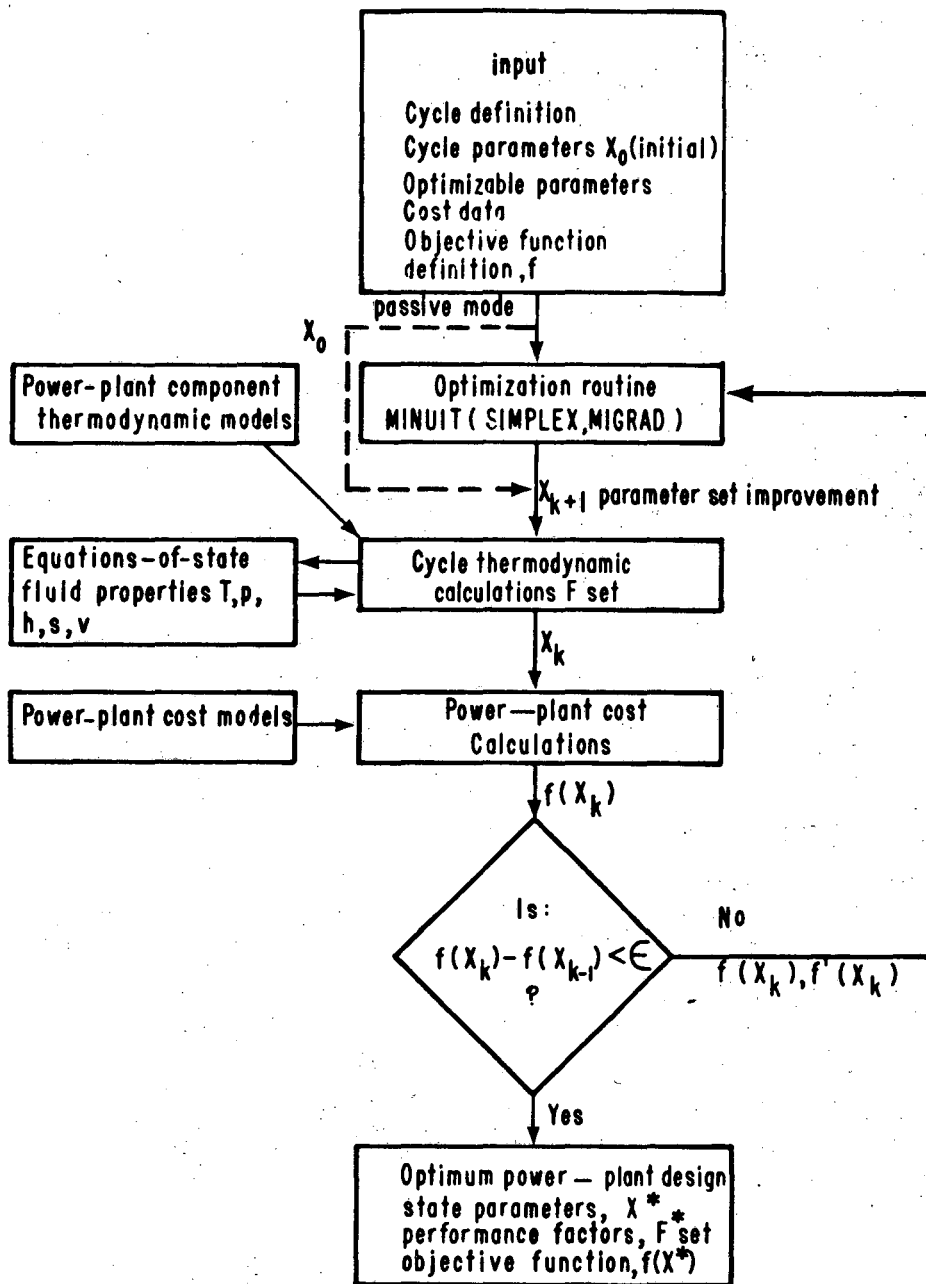 input
Cycle definition
Cycle parameters X₀(initial)
Optimizable parameters
Cost data
Objective function
definition ,f
passive mode
X₀
Power-plant component
thermodynamic models
Optimization routine
MINUIT( SIMPLEX,MIGRAD )
Xₖ₊₁ parameter set improvement
Equations-of-state
fluid properties T,p,
h,s,v
Cycle thermodynamic
calculations F set
Xₖ
Power-plant cost models
Power—plant cost
Calculations
f(Xₖ)
Is:
f(Xₖ)-f(Xₖ₋₁)<ϵ
?
No
f(Xₖ),f'(Xₖ)
Yes
Optimum power — plant design
state parameters, X*
performance factors, F*set
objective function,f(X*)